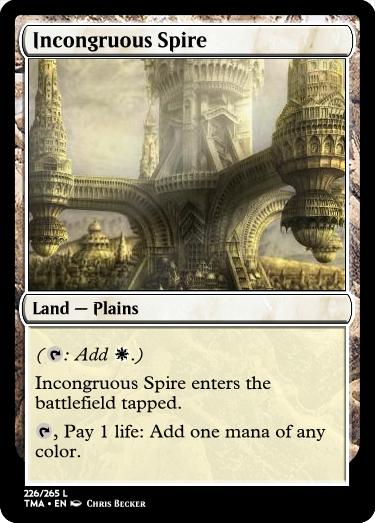 Incongruous Spire
Land — Plains
(: Add .)
Incongruous Spire enters the
battlefield tapped.
, Pay 1 life: Add one mana of any
color.
226/265 L
TMA • EN Chris Becker